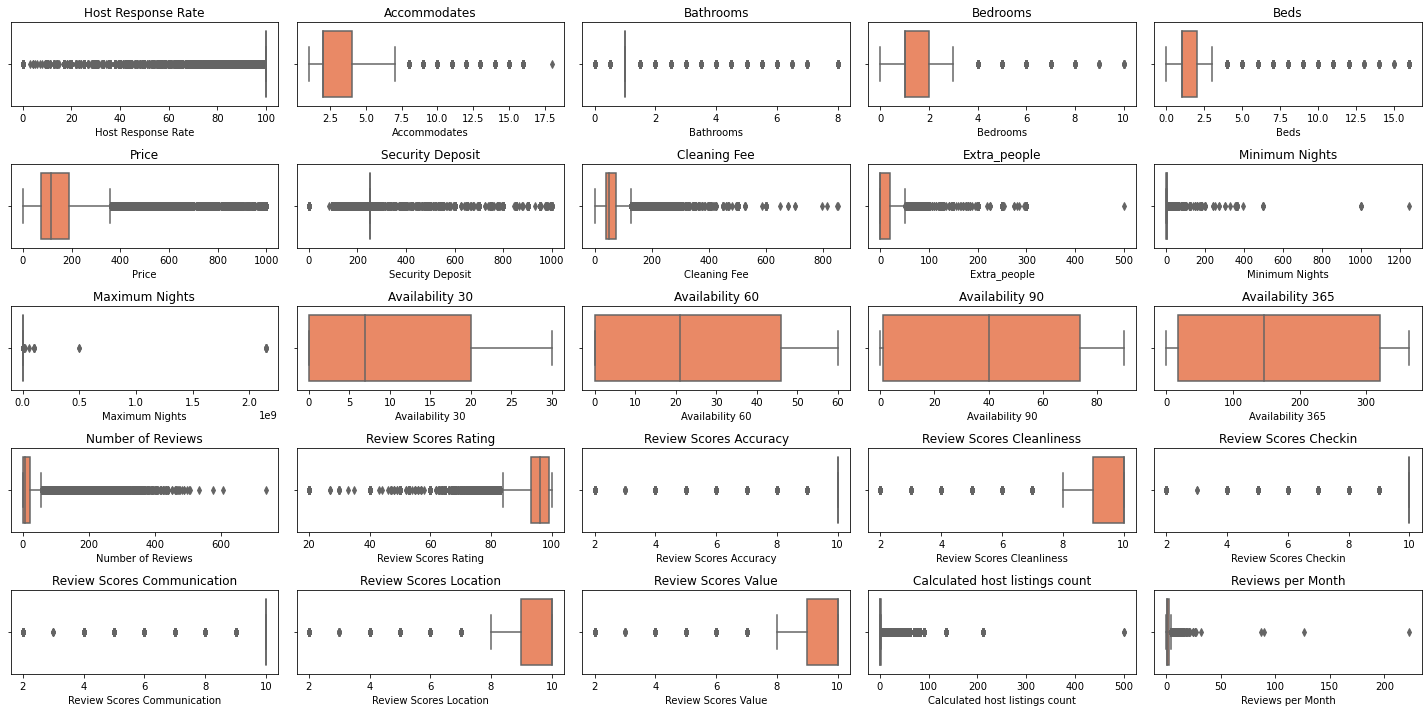 Host Response Rate Accommodates Bathrooms Bedrooms Beds
0 20 40 60 80 100 2.5 5.0 7.5 10.0 12.5 15.0 17.5 0 2 4 6 8 0 2 4 6 8 10 0.0 2.5 5.0 7.5 10.0 12.5 15.0
Host Response Rate Accommodates Bathrooms Bedrooms Beds
Price Security Deposit Cleaning Fee Extra_people Minimum Nights
0 200 400 600 800 1000 0 200 400 600 800 1000 0 200 400 600 800 0 100 200 300 400 500 0 200 400 600 800 1000 1200
Price Security Deposit Cleaning Fee Extra_people Minimum Nights
Maximum Nights Availability 30 Availability 60 Availability 90 Availability 365
0.0 0.5 1.0 1.5 2.0 0 5 10 15 20 25 30 0 10 20 30 40 50 60 0 20 40 60 80 0 100 200 300
Maximum Nights 1e9 Availability 30 Availability 60 Availability 90 Availability 365
Number of Reviews Review Scores Rating Review Scores Accuracy Review Scores Cleanliness Review Scores Checkin
0 200 400 600 20 40 60 80 100 2 4 6 8 10 2 4 6 8 10 2 4 6 8 10
Number of Reviews Review Scores Rating Review Scores Accuracy Review Scores Cleanliness Review Scores Checkin
Review Scores Communication Review Scores Location Review Scores Value Calculated host listings count Reviews per Month
2 4 6 8 10 2 4 6 8 10 2 4 6 8 10 0 100 200 300 400 500 0 50 100 150 200
Review Scores Communication Review Scores Location Review Scores Value Calculated host listings count Reviews per Month